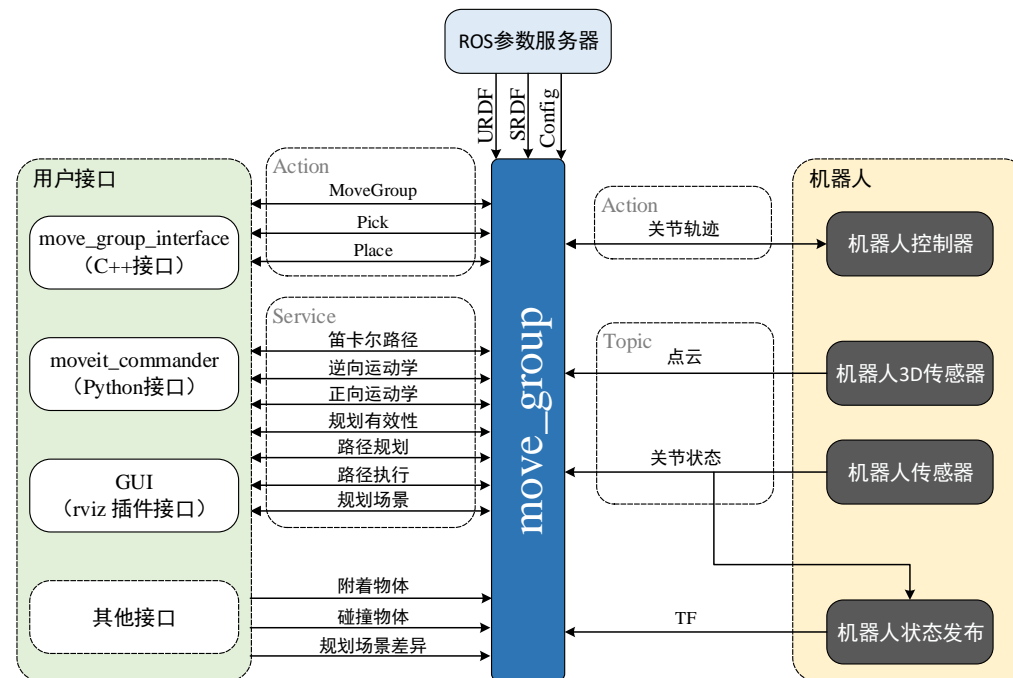 ROS参数服务器
URDF
SRDF
Config
用户接口
move_group_interface
（C++接口）
moveit_commander
（Python接口）
GUI
（rviz 插件接口）
其他接口
Action
MoveGroup
Pick
Place
Service
笛卡尔路径
逆向运动学
正向运动学
规划有效性
路径规划
路径执行
规划场景
附着物体
碰撞物体
规划场景差异
move_group
Action
关节轨迹
Topic
点云
关节状态
TF
机器人
机器人控制器
机器人3D传感器
机器人传感器
机器人状态发布